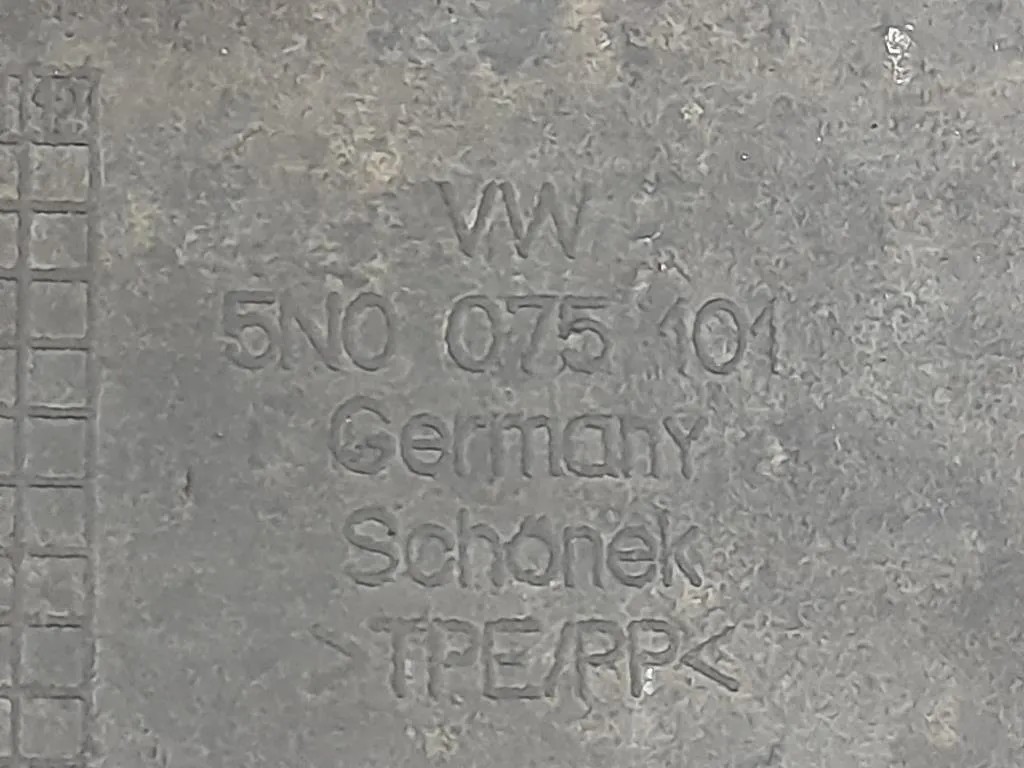 VW
5N0 075 101
Germany
Schönek
>TPE/PP<